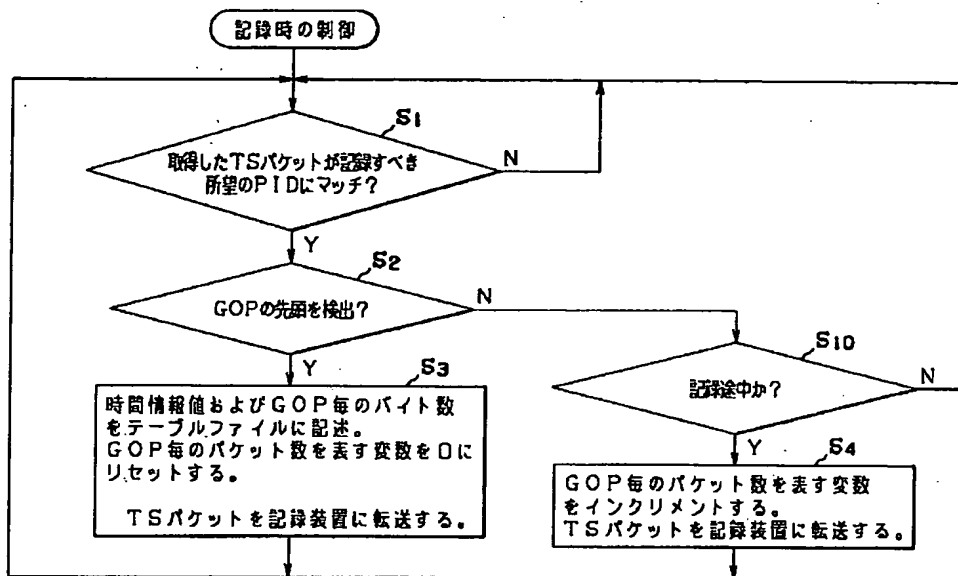 記録時の制御
S1
取得したTSパケットが記録すべき
所望のPIDにマッチ?
N
Y
S2
GOPの先頭を検出?
N
Y
S10
記録途中か?
N
Y
S3
時間情報値およびGOP毎のバイト数
をテーブルファイルに記述。
GOP毎のパケット数を表す変数を0に
リセットする。
TSパケットを記録装置に転送する。
S4
GOP毎のパケット数を表す変数
をインクリメントする。
TSパケットを記録装置に転送する。